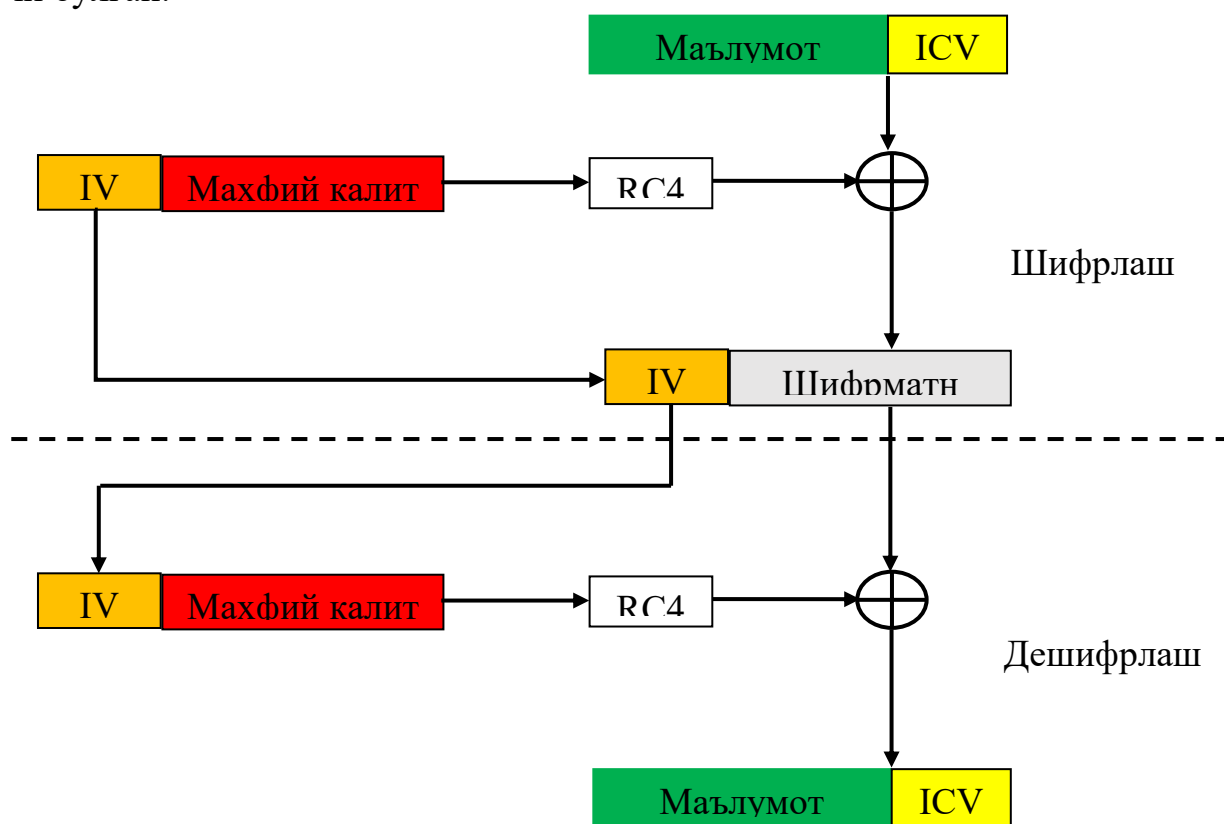 Маълумот ICV
IV Махфий калит RC4
Шифрлаш
IV Шифрматн
IV Махфий калит RC4
Дешифрлаш
Маълумот ICV